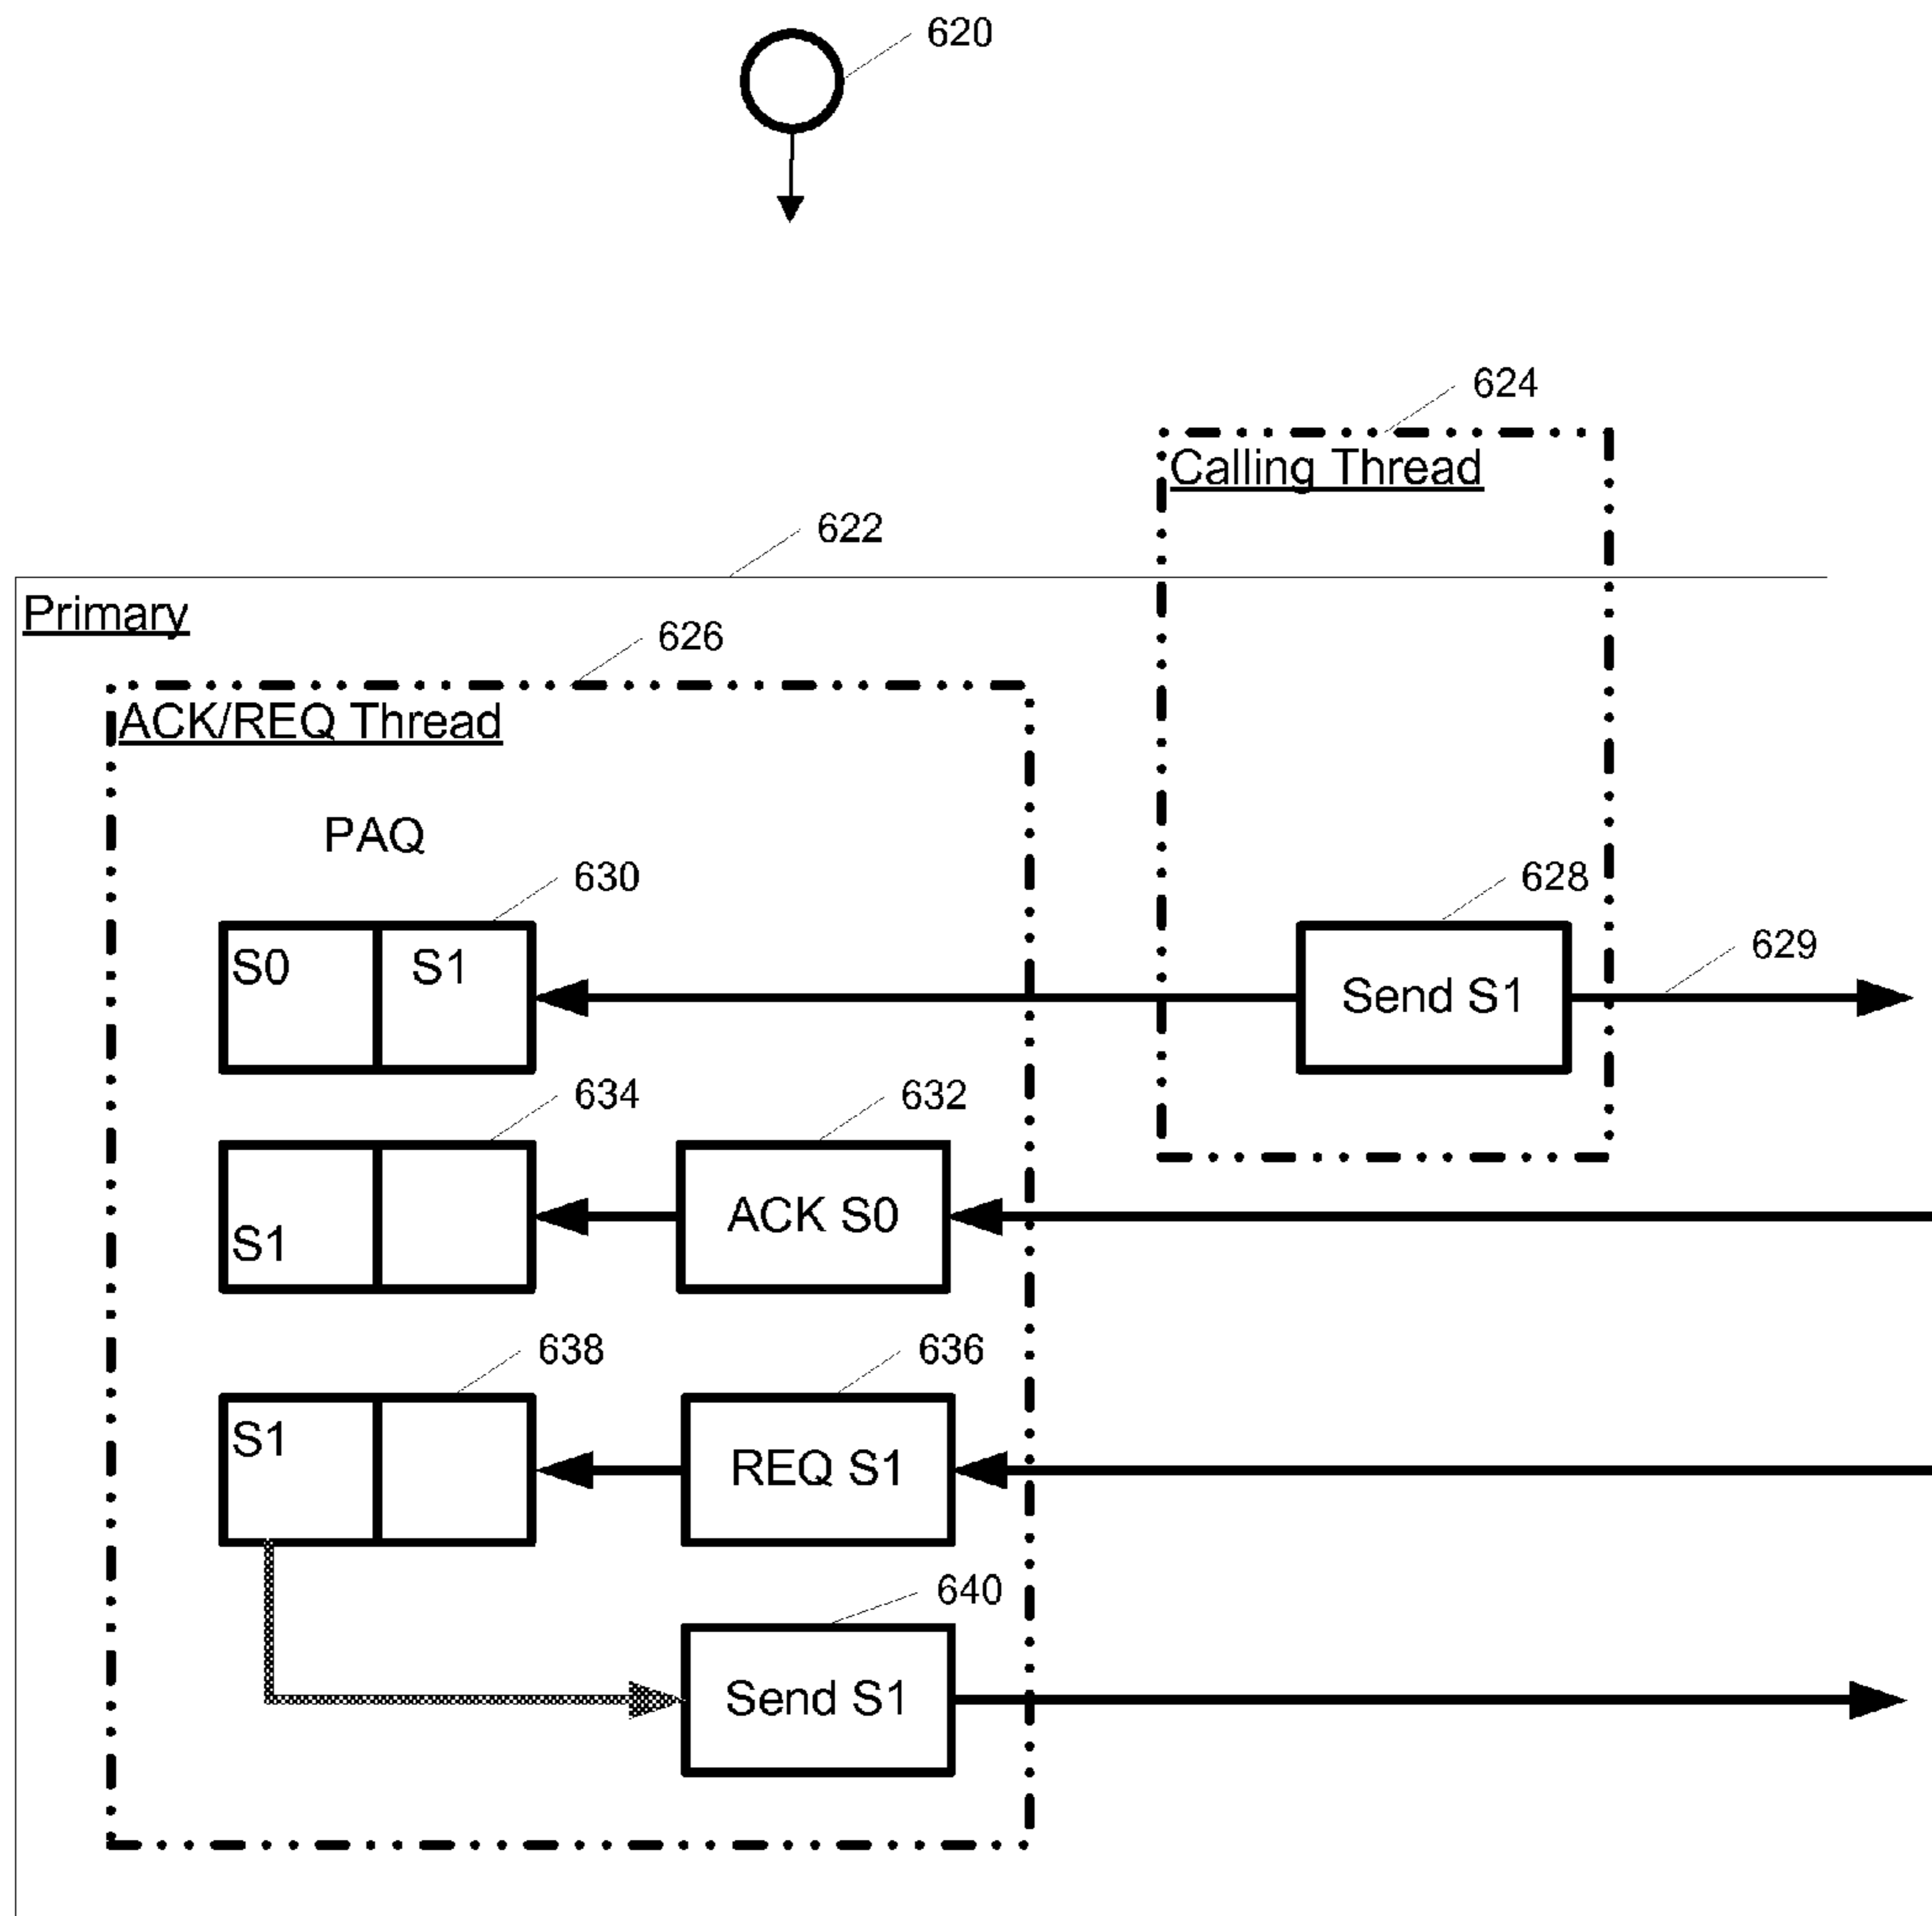 620
624
Calling Thread
622
Primary
626
ACK/REQ Thread
PAQ
630
628
629
S0 S1
Send S1
634
632
S1
ACK S0
638
636
S1
REQ S1
640
Send S1